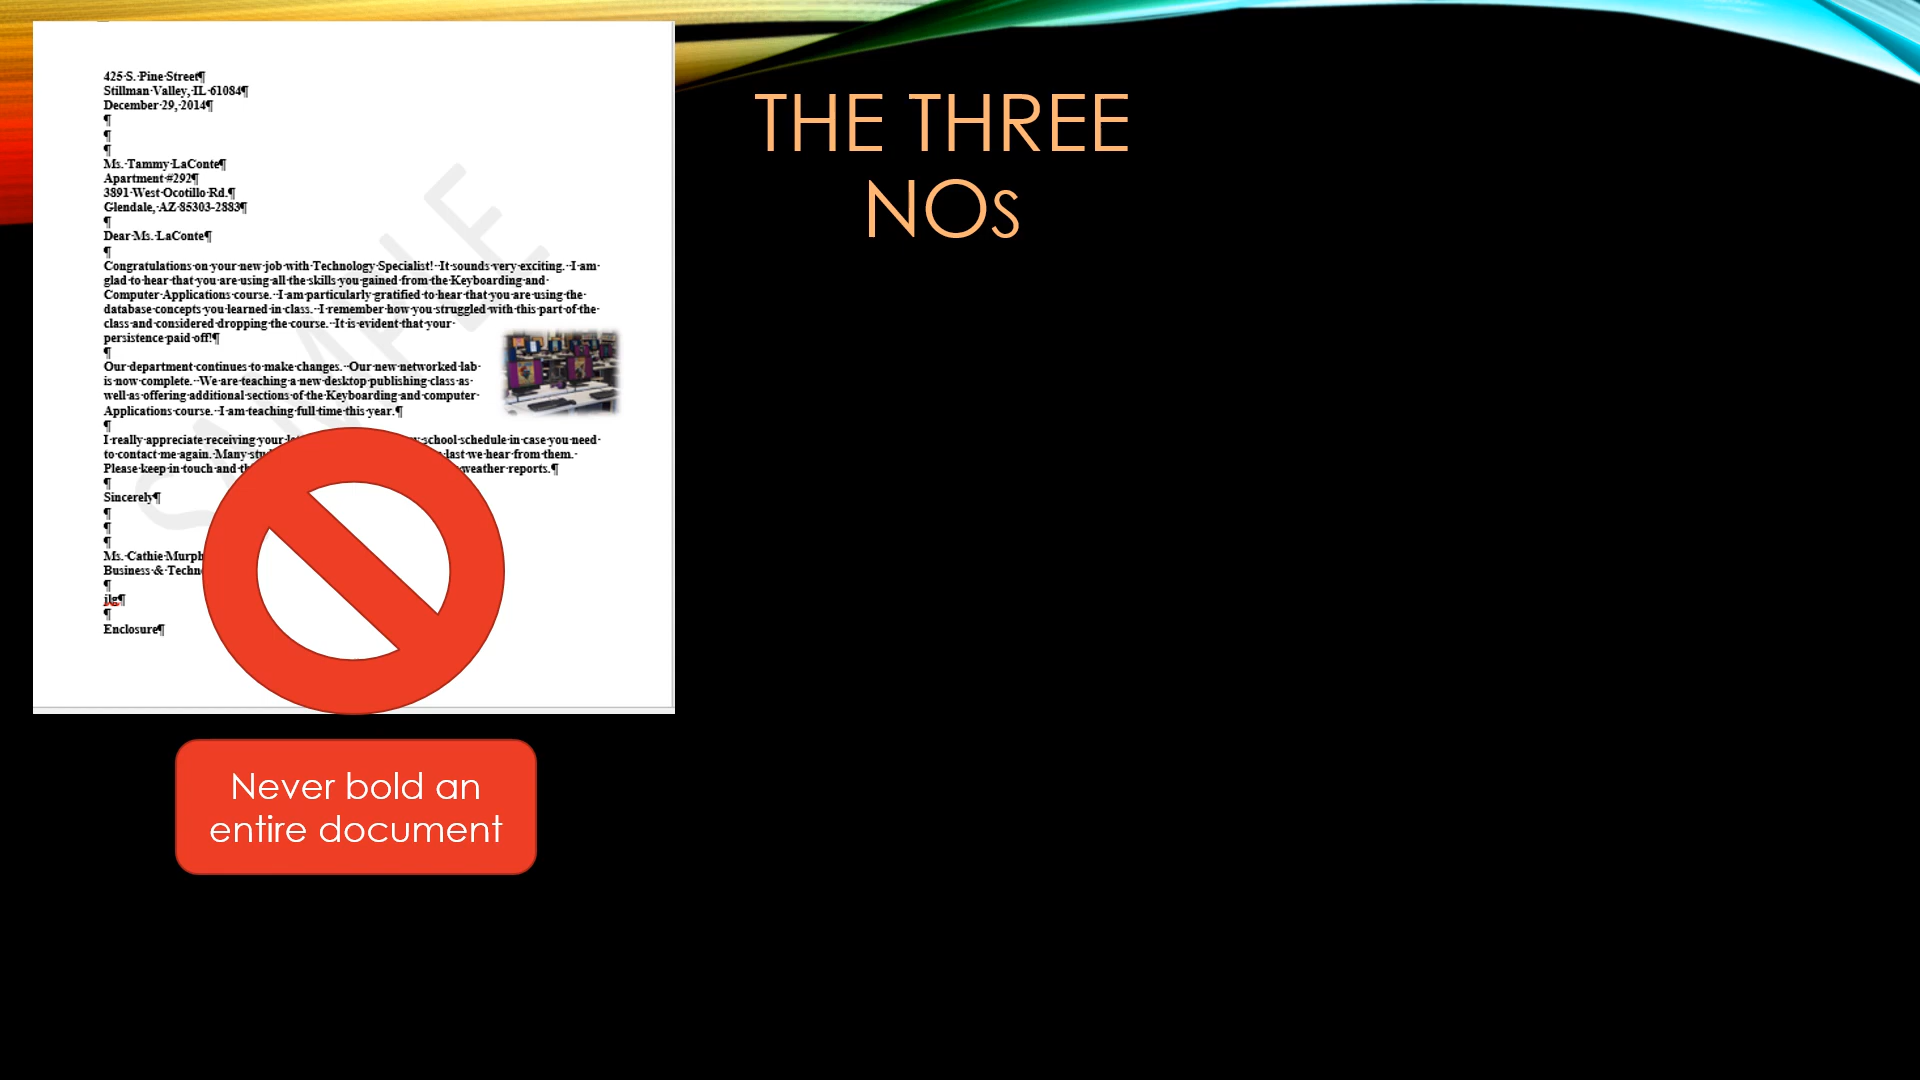 425 S. Pine Street¶
Stillman Valley, IL 61084¶
December 29, 2014¶
¶
¶
¶
Ms. Tammy LaConte¶
Apartment #292¶
3891 West Ocotillo Rd.¶
Glendale, AZ 85303-2883¶
¶
Dear Ms. LaConte¶
¶
Congratulations on your new job with Technology Specialist! It sounds very exciting. I am
glad to hear that you are using all the skills you gained from the Keyboarding and
Computer Applications course. I am particularly gratified to hear that you are using the
database concepts you learned in class. I remember how you struggled with this part of the
class and considered dropping the course. It is evident that your
persistence paid off!¶
¶
Our department continues to make changes. Our new networked lab
is now complete. We are teaching a new desktop publishing class as
well as offering additional sections of the Keyboarding and computer
Applications course. I am teaching full time this year.¶
¶
I really appreciate receiving your school schedule in case you need
to contact me again. Many last we hear from them.
Please keep in touch and weather reports.¶
¶
Sincerely¶
¶
¶
¶
Ms. Cathie Murph
Business & Techn
¶
jlg¶
¶
Enclosure¶
SAMPLE
THE THREE
NOs
Never bold an
entire document